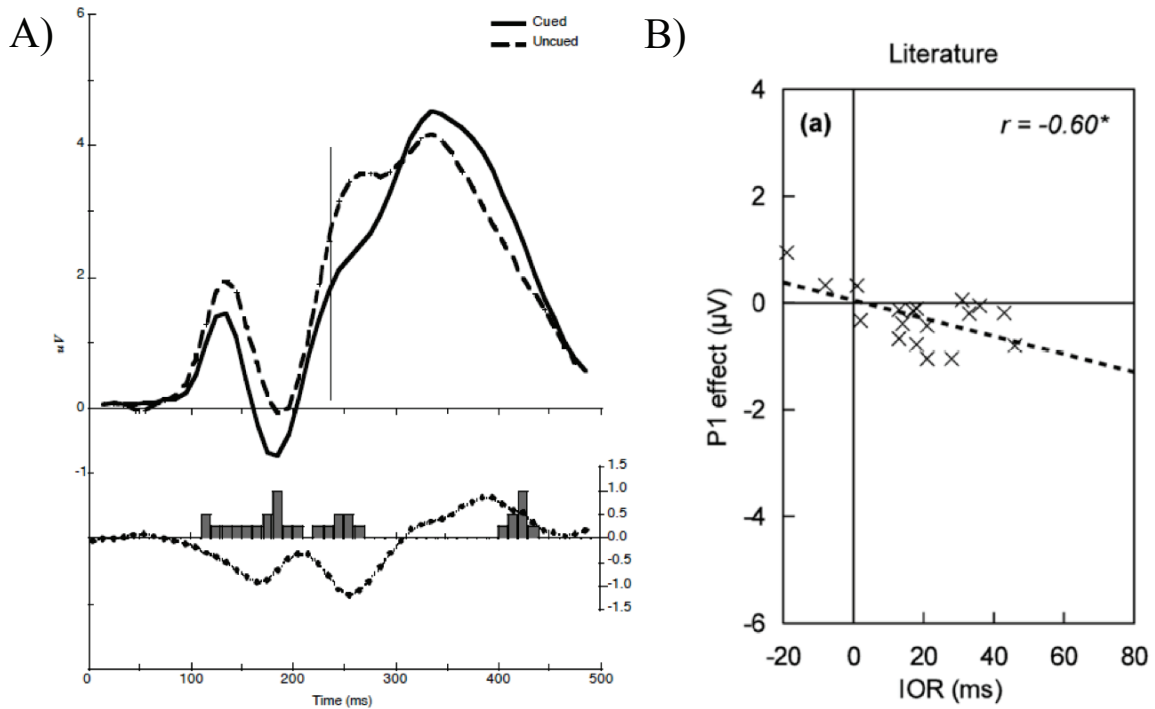 A)
Cued
Uncued
6
4
2
0
-1
uV
1.5
1.0
0.5
0.0
-0.5
-1.0
-1.5
0
100
200
300
400
500
Time (ms)
B)
Literature
(a)
r = -0.60*
4
2
0
-2
-4
-6
P1 effect (µV)
-20
0
20
40
60
80
IOR (ms)